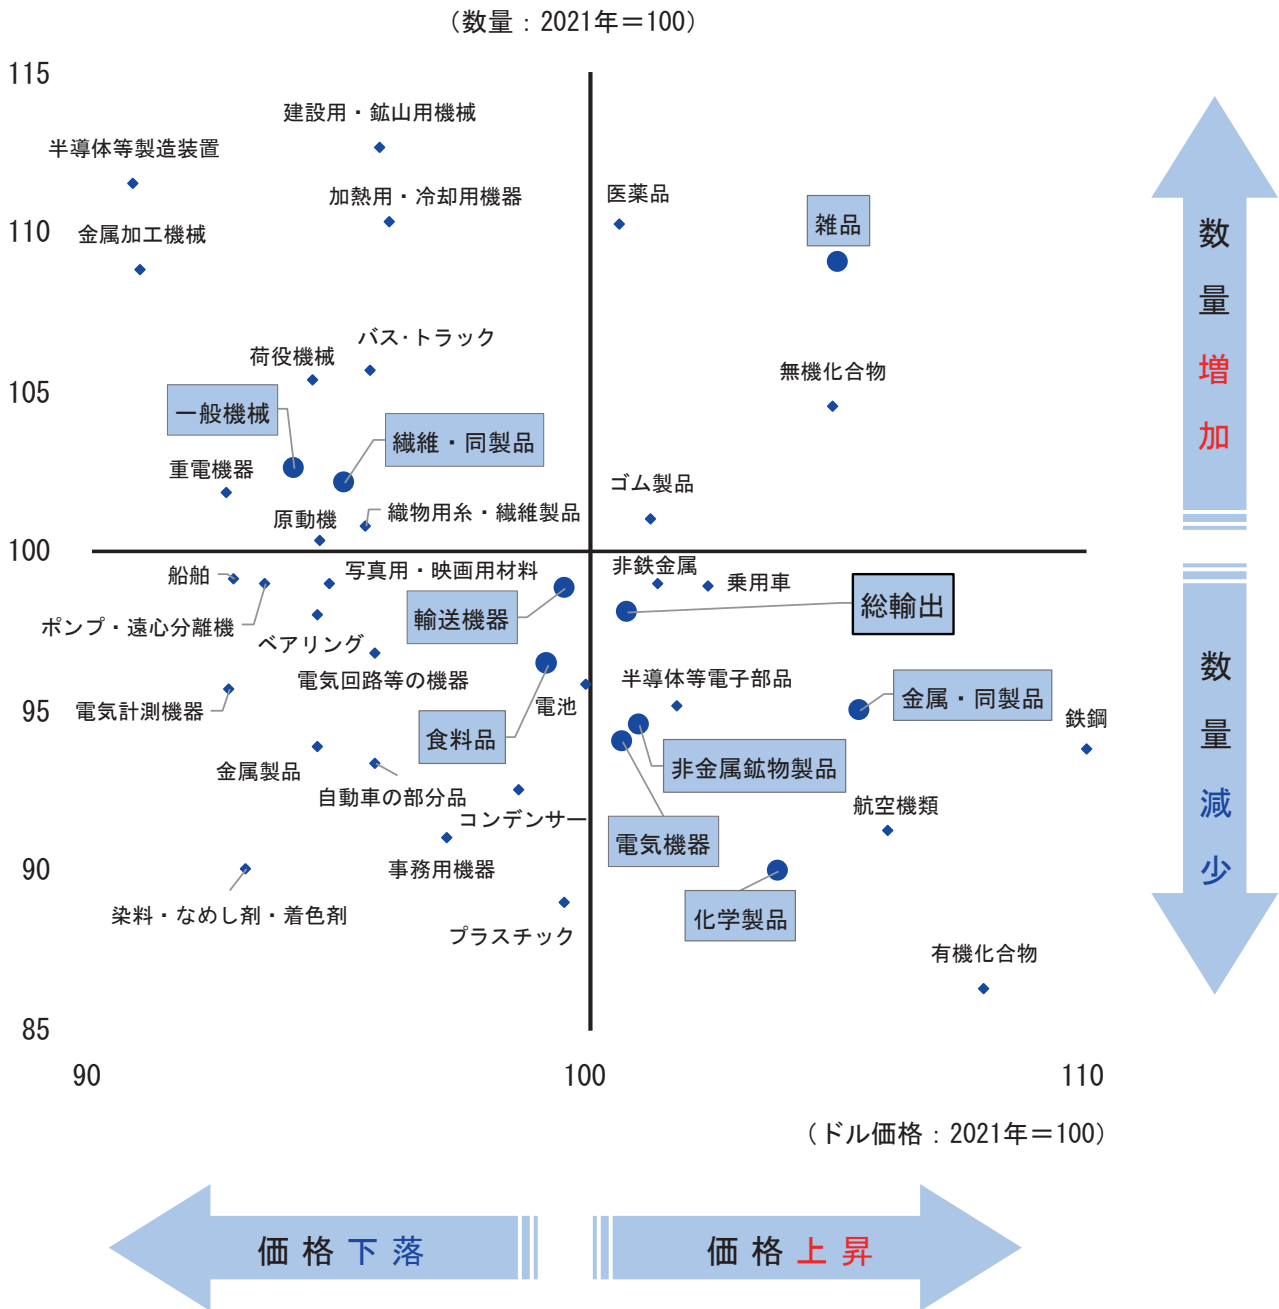 (数量：2021年＝100)
115
建設用・鉱山用機械
半導体等製造装置
加熱用・冷却用機器
医薬品
雑品
110
金属加工機械
数量増加
バス・トラック
荷役機械
無機化合物
105
一般機械
繊維・同製品
重電機器
ゴム製品
原動機
織物用糸・繊維製品
100
船舶
写真用・映画用材料
非鉄金属
乗用車
輸送機器
総輸出
ポンプ・遠心分離機
ベアリング
電気回路等の機器
半導体等電子部品
数量減少
金属・同製品
95
電気計測機器
電池
鉄鋼
食料品
金属製品
非金属鉱物製品
自動車の部分品
コンデンサー
航空機類
電気機器
90
事務用機器
染料・なめし剤・着色剤
化学製品
プラスチック
有機化合物
85
90
100
110
(ドル価格：2021年＝100)
価格下落
価格上昇